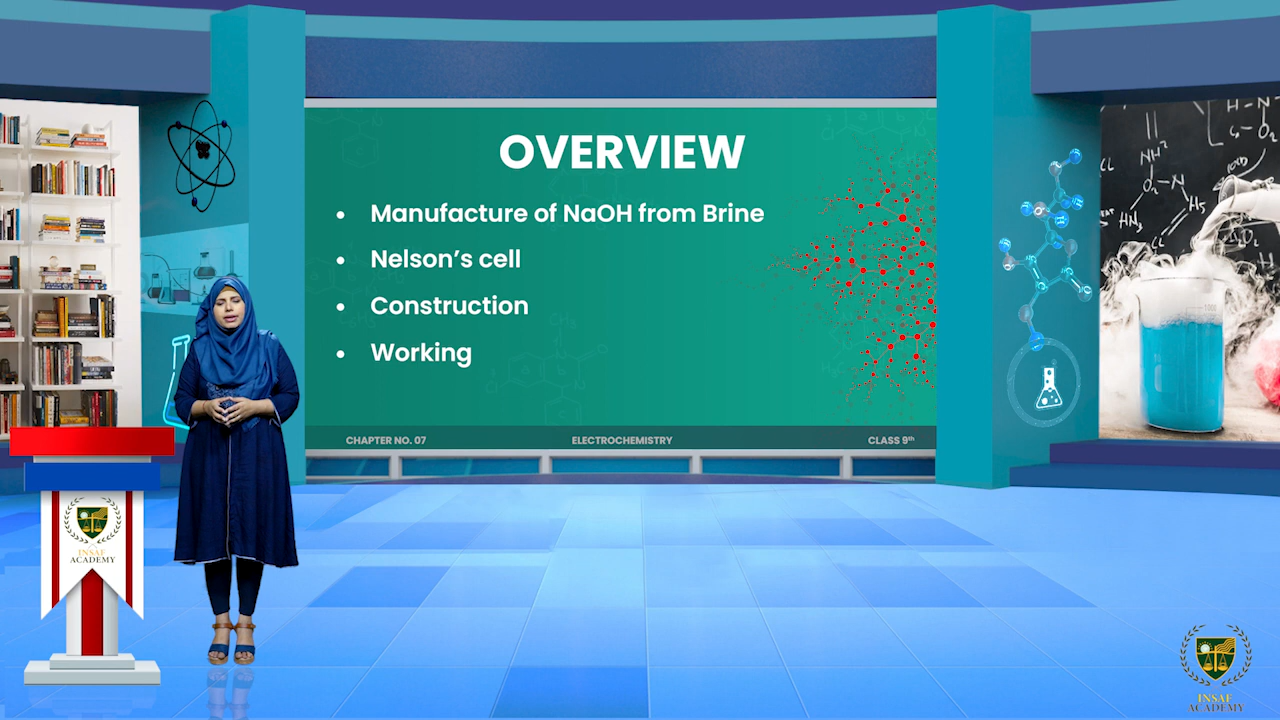 OVERVIEW
• Manufacture of NaOH from Brine
• Nelson's cell
• Construction
• Working
CHAPTER NO. 07 ELECTROCHEMISTRY CLASS 9th
INSAF
ACADEMY
INSAF
ACADEMY